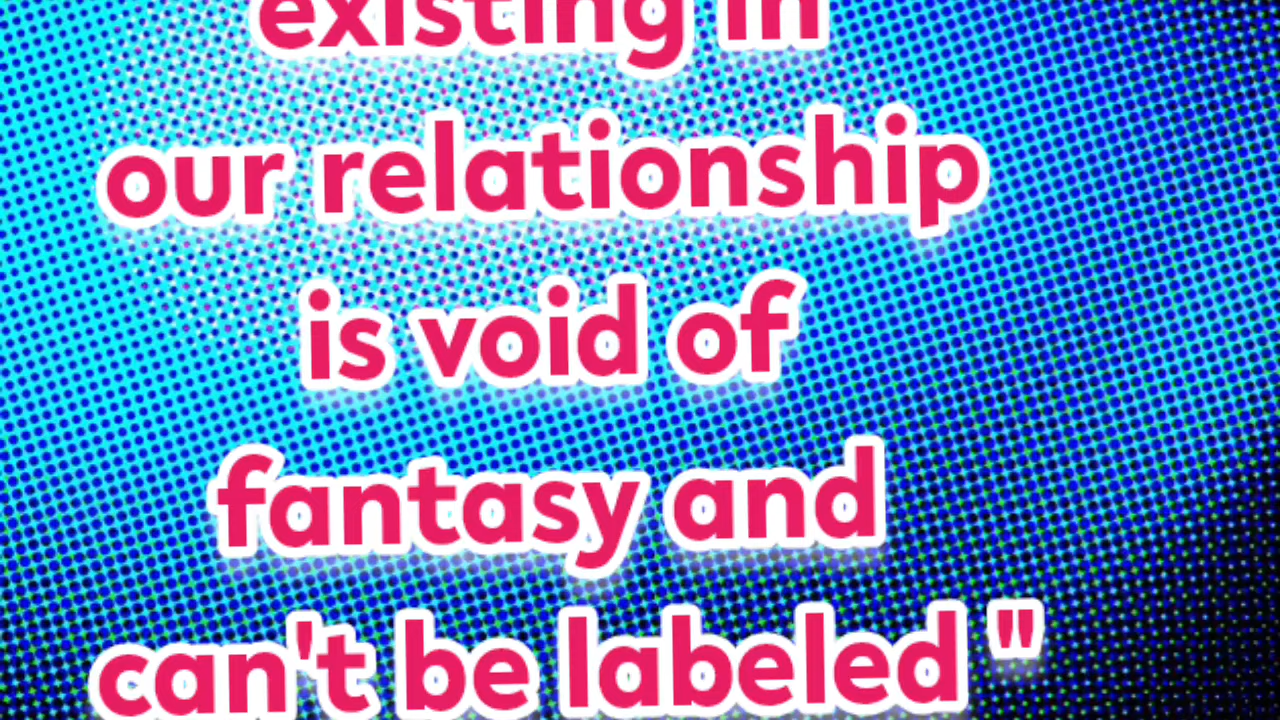 existing in
our relationship
is void of
fantasy and
can't be labeled "